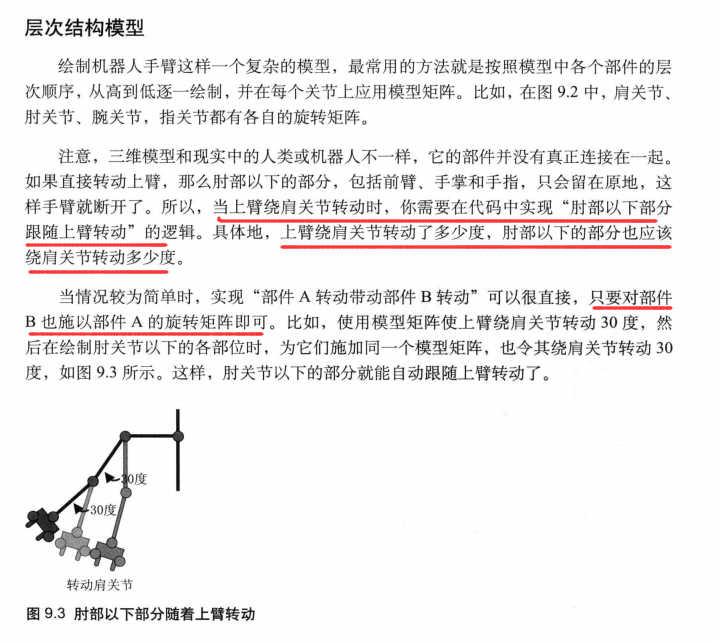 层次结构模型
绘制机器人手臂这样一个复杂的模型，最常用的方法就是按照模型中各个部件的层
次顺序，从高到低逐一绘制，并在每个关节上应用模型矩阵。比如，在图 9.2 中，肩关节、
肘关节、腕关节，指关节都有各自的旋转矩阵。
注意，三维模型和现实中的人类或机器人不一样，它的部件并没有真正连接在一起。
如果直接转动上臂，那么肘部以下的部分，包括前臂、手掌和手指，只会留在原地，这
样手臂就断开了。所以，当上臂绕肩关节转动时，你需要在代码中实现“肘部以下部分
跟随上臂转动”的逻辑。具体地，上臂绕肩关节转动了多少度，肘部以下的部分也应该
绕肩关节转动多少度。
当情况较为简单时，实现“部件 A 转动带动部件 B 转动”可以很直接，只要对部件
B 也施以部件 A 的旋转矩阵即可。比如，使用模型矩阵使上臂绕肩关节转动 30 度，然
后在绘制肘关节以下的各部位时，为它们施加同一个模型矩阵，也令其绕肩关节转动 30
度，如图 9.3 所示。这样，肘关节以下的部分就能自动跟随上臂转动了。
30度
30度
转动肩关节
图 9.3 肘部以下部分随着上臂转动